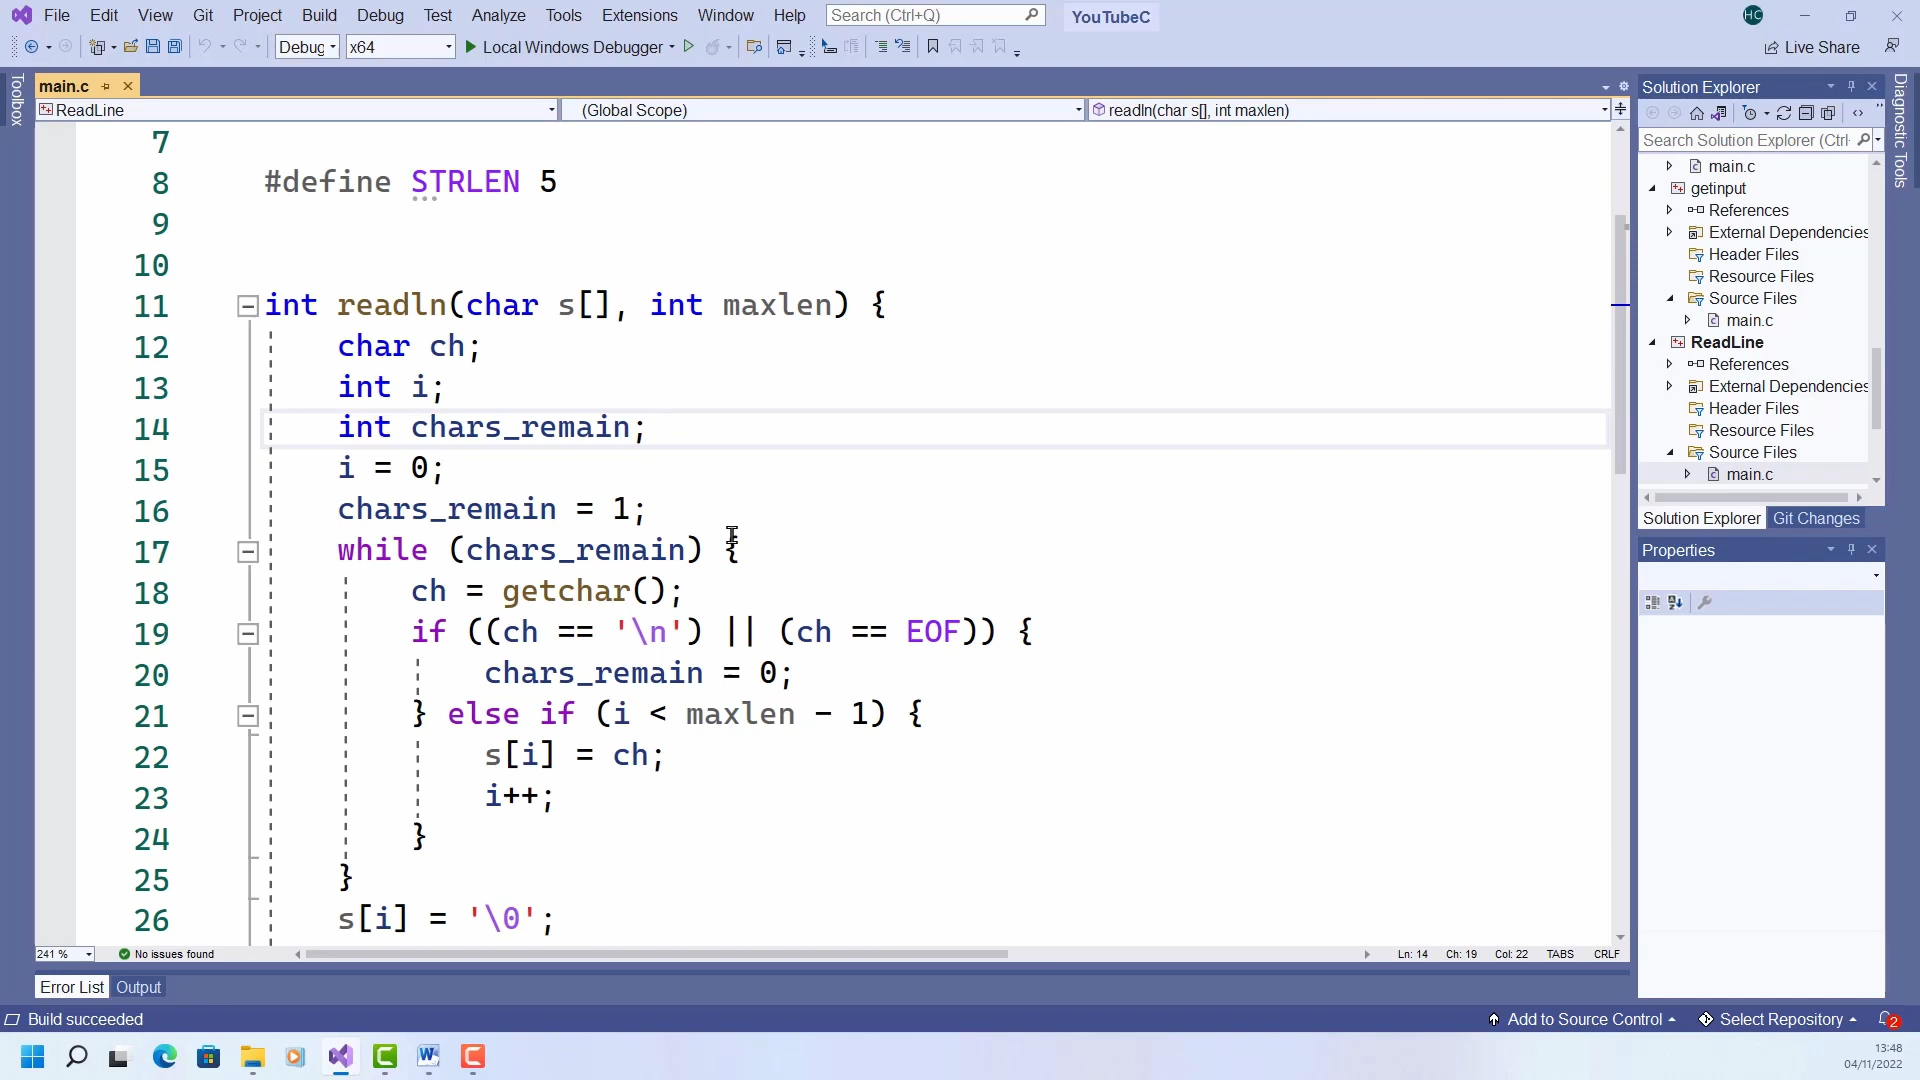 File Edit View Git Project Build Debug Test Analyze Tools Extensions Window Help Search (Ctrl+Q) YouTubeC HC
Debug x64 Local Windows Debugger Live Share
Toolbox
main.c
ReadLine (Global Scope) readln(char s[], int maxlen)
7
8 #define STRLEN 5
9
10
11 int readln(char s[], int maxlen) {
12 char ch;
13 int i;
14 int chars_remain;
15 i = 0;
16 chars_remain = 1;
17 while (chars_remain) {
18 ch = getchar();
19 if ((ch == '\n') || (ch == EOF)) {
20 chars_remain = 0;
21 } else if (i < maxlen - 1) {
22 s[i] = ch;
23 i++;
24 }
25 }
26 s[i] = '\0';
241 % No issues found Ln: 14 Ch: 19 Col: 22 TABS CRLF
Error List Output
Solution Explorer
Search Solution Explorer (Ctrl
main.c
getinput
References
External Dependencies
Header Files
Resource Files
Source Files
main.c
ReadLine
References
External Dependencies
Header Files
Resource Files
Source Files
main.c
Solution Explorer Git Changes
Properties
Diagnostic Tools
Build succeeded Add to Source Control Select Repository 2
13:48
04/11/2022